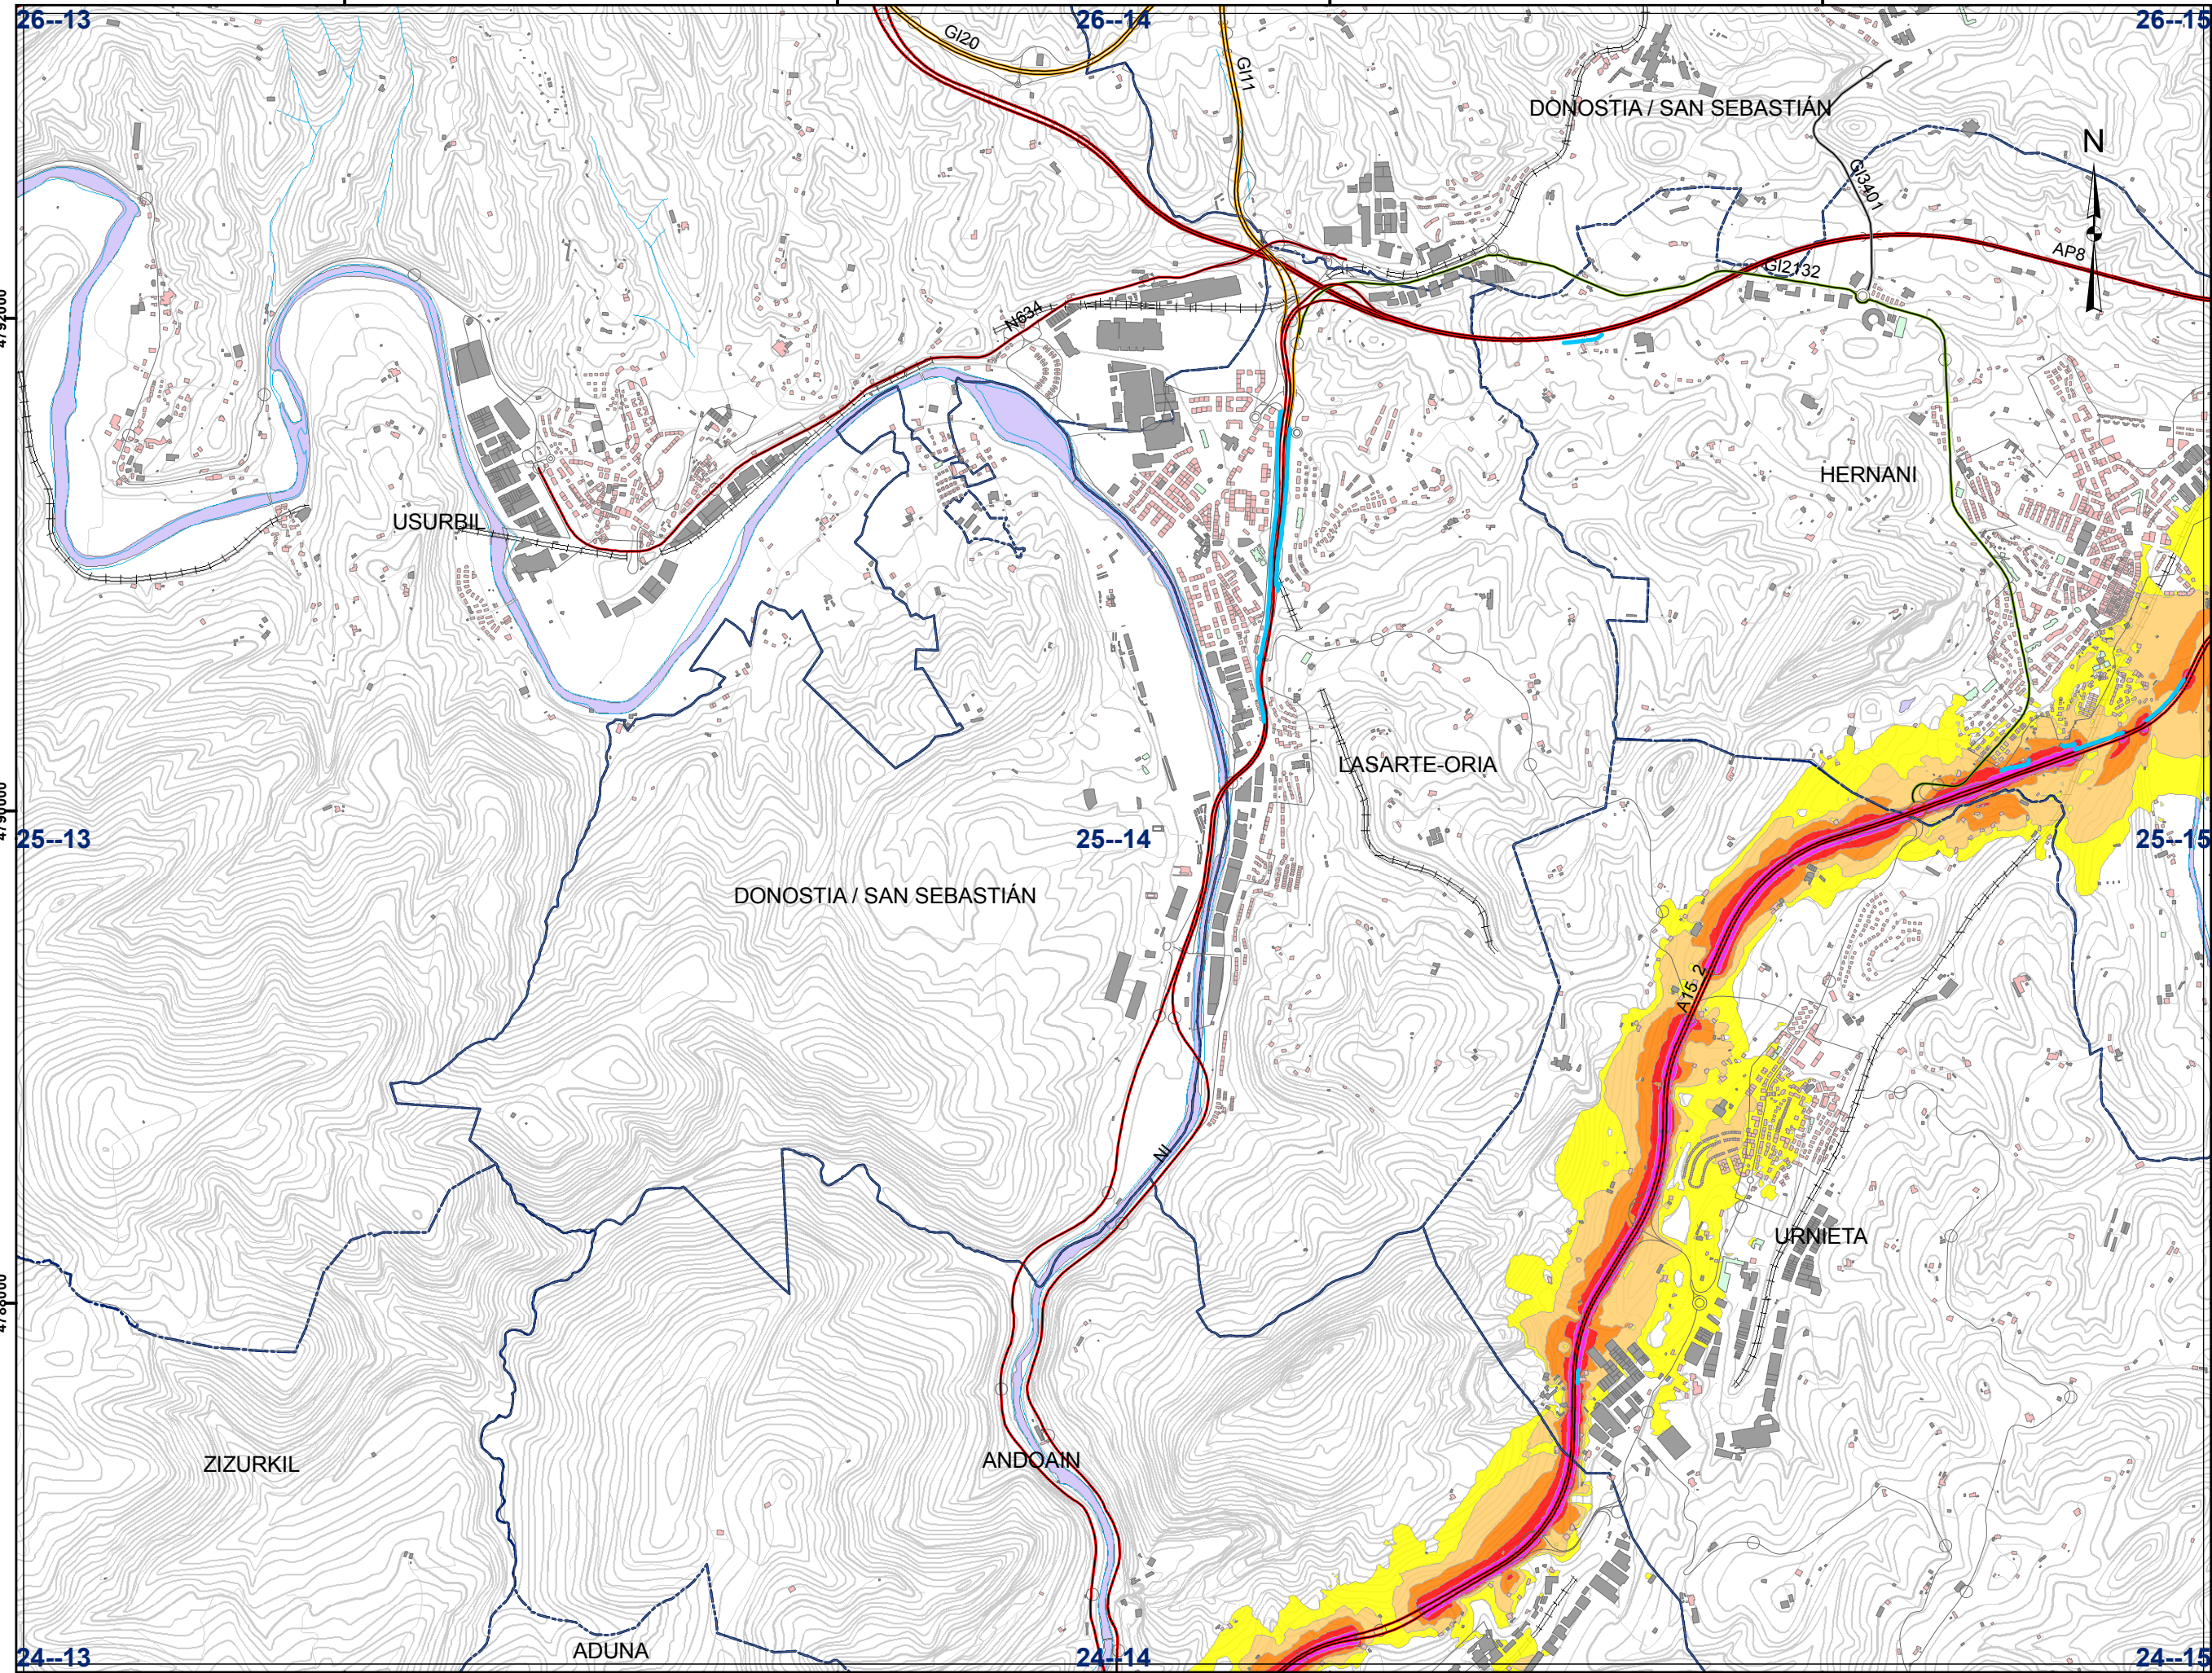 26--13
26--14
26--15
GI20
GI11
DONOSTIA / SAN SEBASTIÁN
N
GI3401
AP8
GI2132
N634
HERNANI
USURBIL
LASARTE-ORIA
25--13
25--14
25--15
DONOSTIA / SAN SEBASTIÁN
A15_2
NI
URNIETA
ZIZURKIL
ANDOAIN
ADUNA
24--13
24--14
24--15